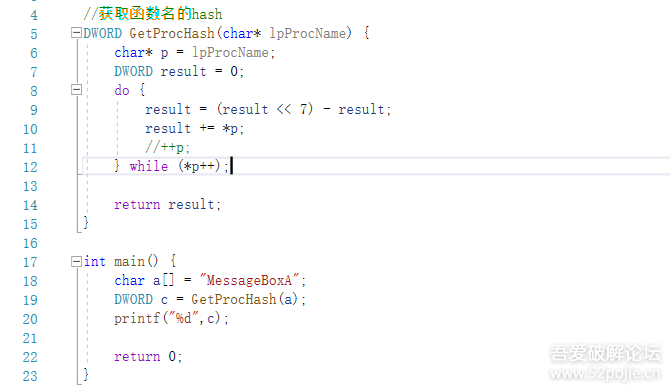 4 //获取函数名的hash
5 DWORD GetProcHash(char* lpProcName) {
6 char* p = lpProcName;
7 DWORD result = 0;
8 do {
9 result = (result << 7) - result;
10 result += *p;
11 //++p;
12 } while (*p++);
13
14 return result;
15 }
16
17 int main() {
18 char a[] = "MessageBoxA";
19 DWORD c = GetProcHash(a);
20 printf("%d",c);
21
22 return 0;
23 }
吾爱破解论坛
www.52pojie.cn